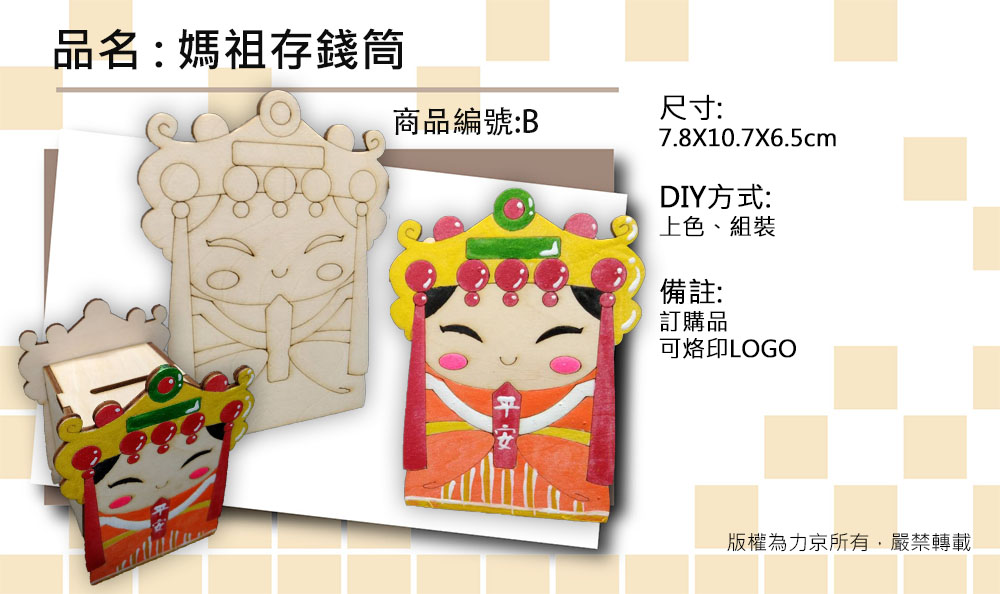 品名 : 媽祖存錢筒
商品編號:B
尺寸:
7.8X10.7X6.5cm
DIY方式:
上色、組裝
備註:
訂購品
可烙印LOGO
平安
平安
版權為力京所有，嚴禁轉載